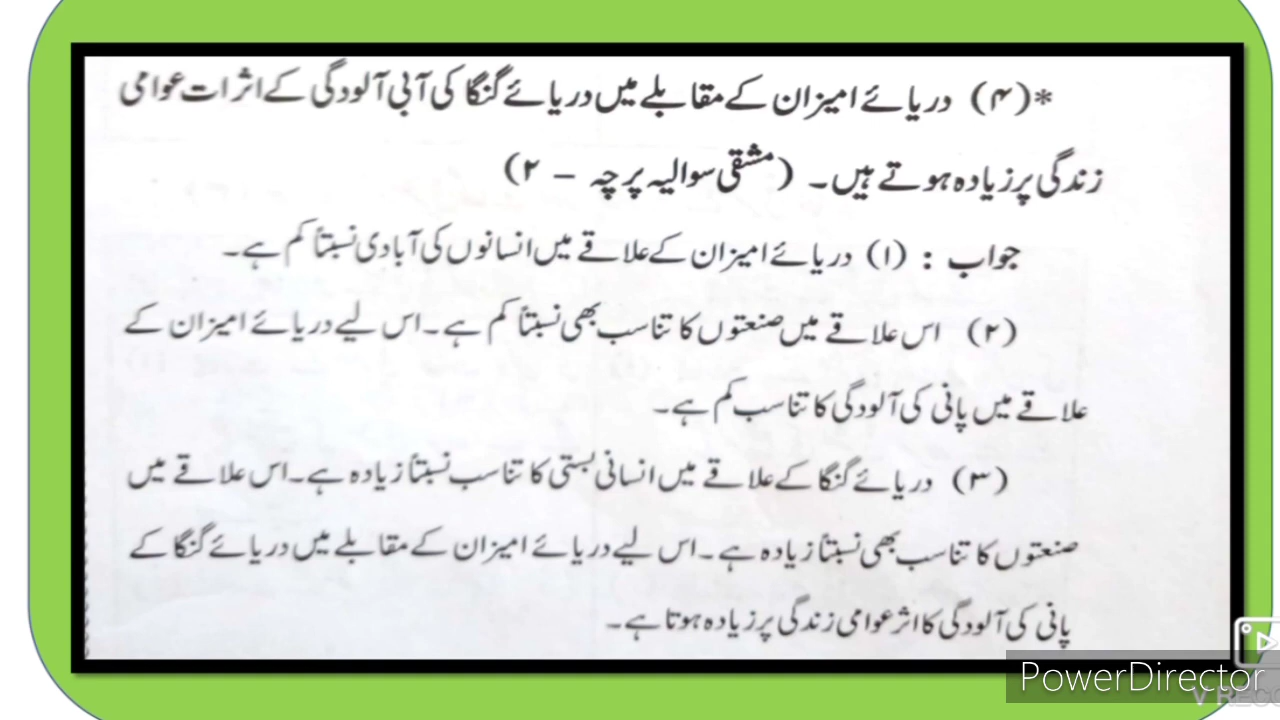 *(۴) دریائے امیزان کے مقابلے میں دریائے گنگا کی آبی آلودگی کے اثرات عوامی
زندگی پر زیادہ ہوتے ہیں۔ (مشقی سوالیہ پرچہ – ۲)
جواب : (۱) دریائے امیزان کے علاقے میں انسانوں کی آبادی نسبتاً کم ہے۔
(۲) اس علاقے میں صنعتوں کا تناسب بھی نسبتاً کم ہے۔ اس لیے دریائے امیزان کے
علاقے میں پانی کی آلودگی کا تناسب کم ہے۔
(۳) دریائے گنگا کے علاقے میں انسانی بستی کا تناسب نسبتاً زیادہ ہے۔ اس علاقے میں
صنعتوں کا تناسب بھی نسبتاً زیادہ ہے۔ اس لیے دریائے امیزان کے مقابلے میں دریائے گنگا کے
پانی کی آلودگی کا اثر عوامی زندگی پر زیادہ ہوتا ہے۔
PowerDirector